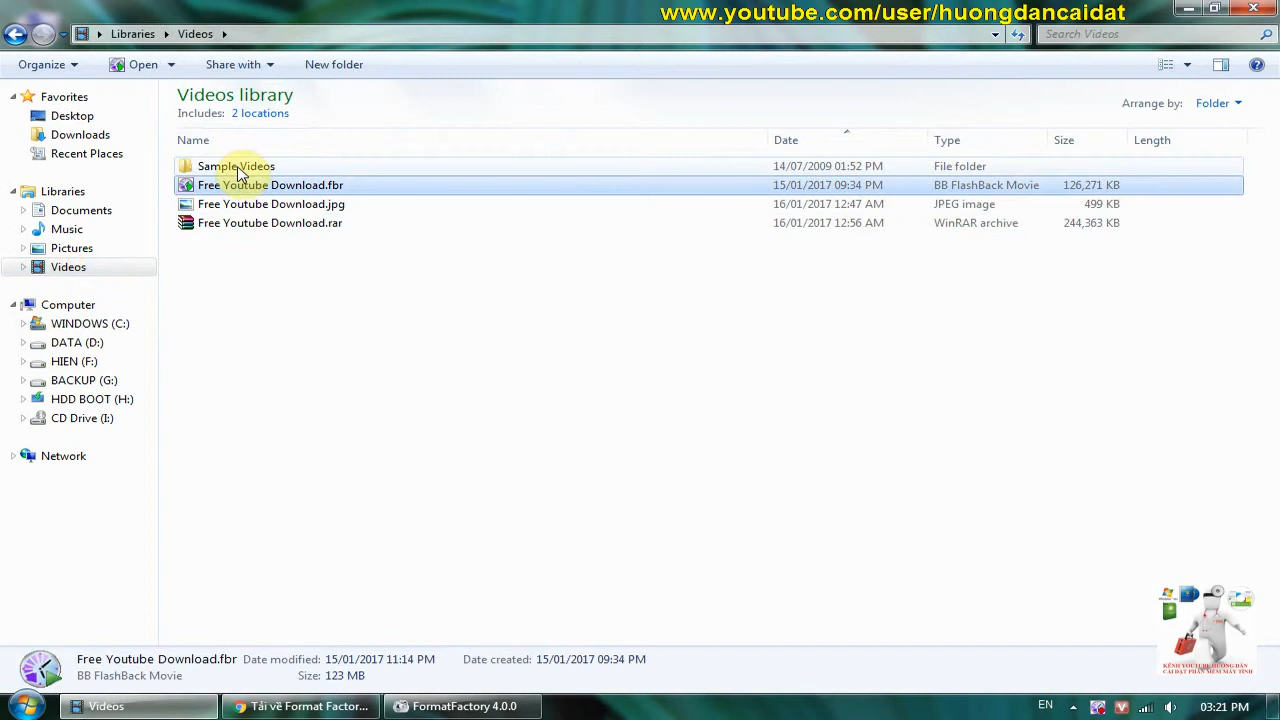 www.youtube.com/user/huongdancaidat
Libraries Videos
Search Videos
Organize Open Share with New folder
Favorites
Desktop
Downloads
Recent Places
Libraries
Documents
Music
Pictures
Videos
Computer
WINDOWS (C:)
DATA (D:)
HIEN (F:)
BACKUP (G:)
HDD BOOT (H:)
CD Drive (I:)
Network
Videos library
Includes: 2 locations
Arrange by: Folder
Name Date Type Size Length
Sample Videos 14/07/2009 01:52 PM File folder
Free Youtube Download.fbr 15/01/2017 09:34 PM BB FlashBack Movie 126,271 KB
Free Youtube Download.jpg 16/01/2017 12:47 AM JPEG image 499 KB
Free Youtube Download.rar 16/01/2017 12:56 AM WinRAR archive 244,363 KB
KÊNH YOUTUBE HƯỚNG DẪN
CÀI ĐẶT PHẦN MỀM MÁY TÍNH
Free Youtube Download.fbr Date modified: 15/01/2017 11:14 PM Date created: 15/01/2017 09:34 PM
BB FlashBack Movie Size: 123 MB
Videos Tải về Format Factor... FormatFactory 4.0.0 EN 03:21 PM